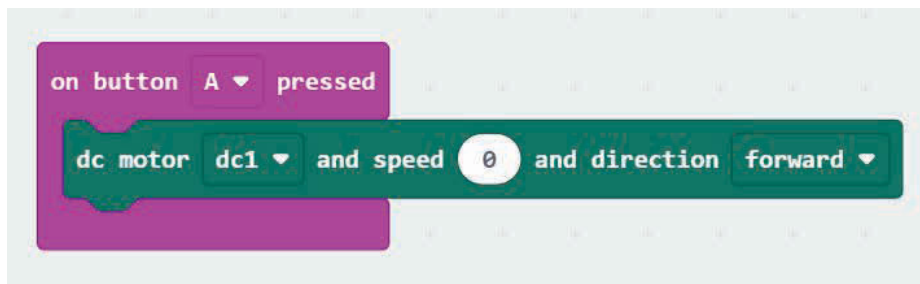 on button A pressed
dc motor dc1 and speed 0 and direction forward